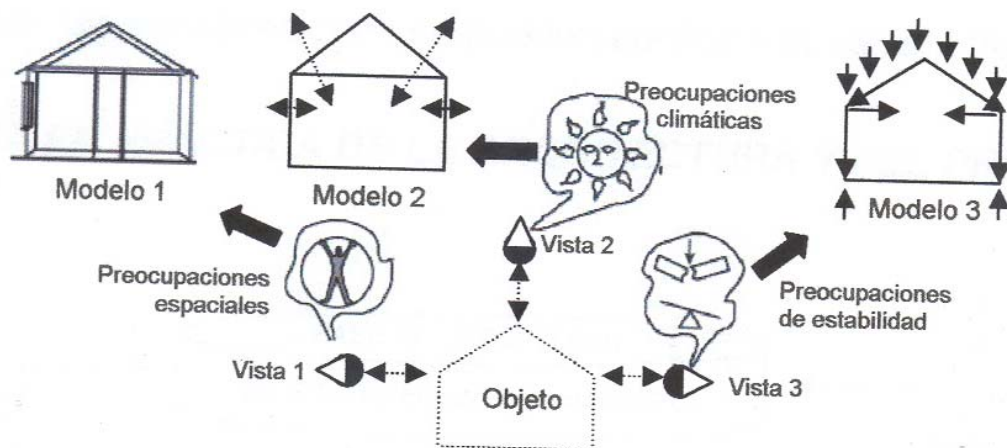 Modelo 1
Modelo 2
Preocupaciones
climáticas
Modelo 3
Preocupaciones
espaciales
Vista 2
Preocupaciones
de estabilidad
Vista 1
Objeto
Vista 3